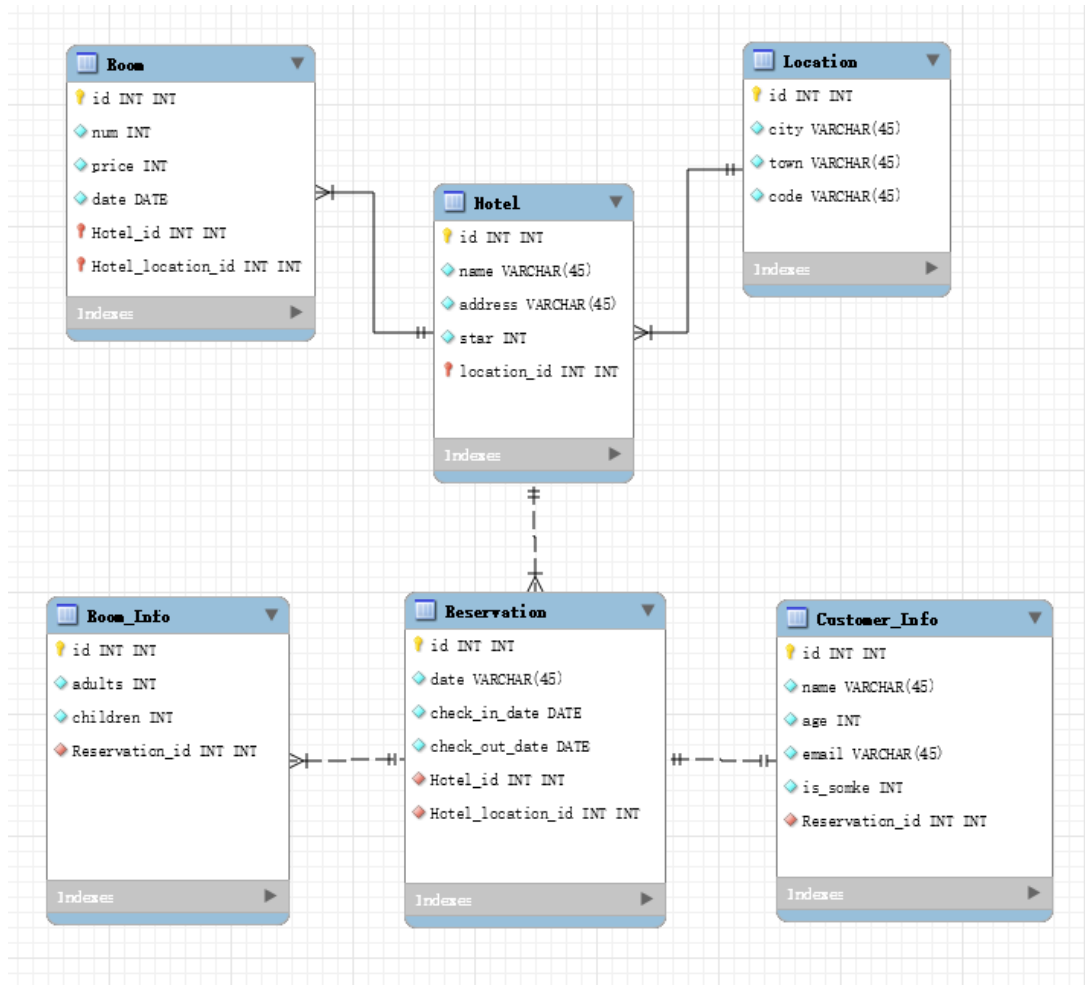 Room
id INT INT
num INT
price INT
date DATE
Hotel_id INT INT
Hotel_location_id INT INT
Indexes
Location
id INT INT
city VARCHAR(45)
town VARCHAR(45)
code VARCHAR(45)
Indexes
Hotel
id INT INT
name VARCHAR(45)
address VARCHAR(45)
star INT
location_id INT INT
Indexes
Room_Info
id INT INT
adults INT
children INT
Reservation_id INT INT
Indexes
Reservation
id INT INT
date VARCHAR(45)
check_in_date DATE
check_out_date DATE
Hotel_id INT INT
Hotel_location_id INT INT
Indexes
Customer_Info
id INT INT
name VARCHAR(45)
age INT
email VARCHAR(45)
is_somke INT
Reservation_id INT INT
Indexes